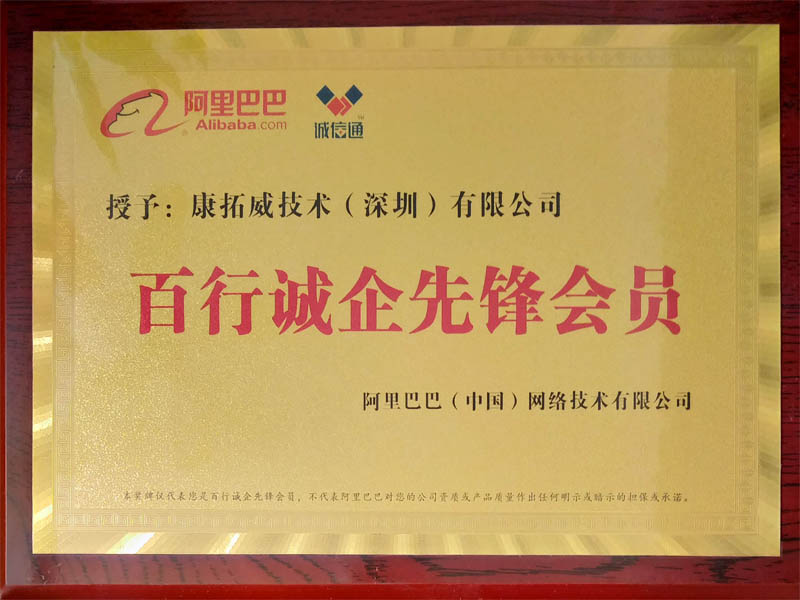 阿里巴巴
Alibaba.com
诚信通
授予：康拓威技术（深圳）有限公司
百行诚企先锋会员
阿里巴巴（中国）网络技术有限公司
本奖牌仅代表您是百行诚企先锋会员，不代表阿里巴巴对您的公司资质或产品质量作出任何明示或暗示的担保或承诺。